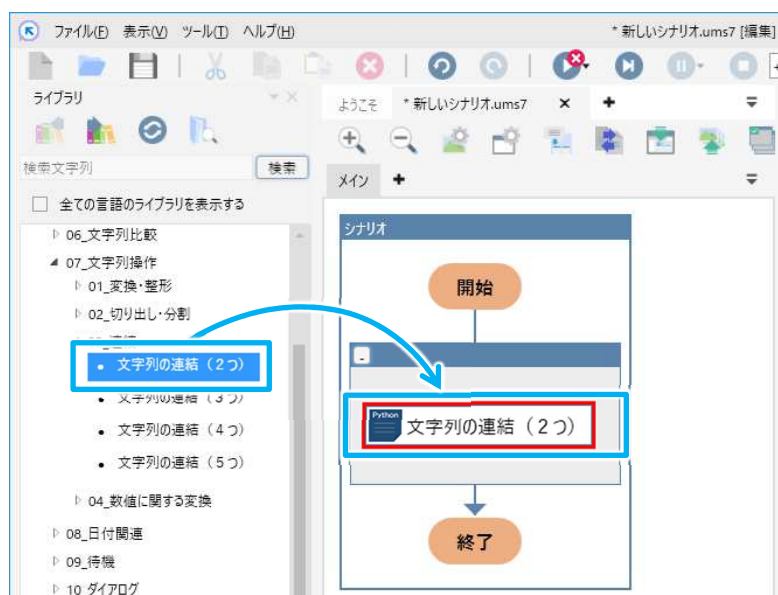 ファイル(F) 表示(V) ツール(T) ヘルプ(H)
* 新しいシナリオ.ums7 [編集]
ライブラリ
ようこそ * 新しいシナリオ.ums7 × +
検索文字列 検索
メイン +
全ての言語のライブラリを表示する
06_文字列比較
07_文字列操作
01_変換・整形
02_切り出し・分割
文字列の連結（２つ）
文字列の連結（３つ）
文字列の連結（４つ）
文字列の連結（５つ）
04_数値に関する変換
08_日付関連
09_待機
10 ダイアログ
シナリオ
開始
Python
文字列の連結（２つ）
終了